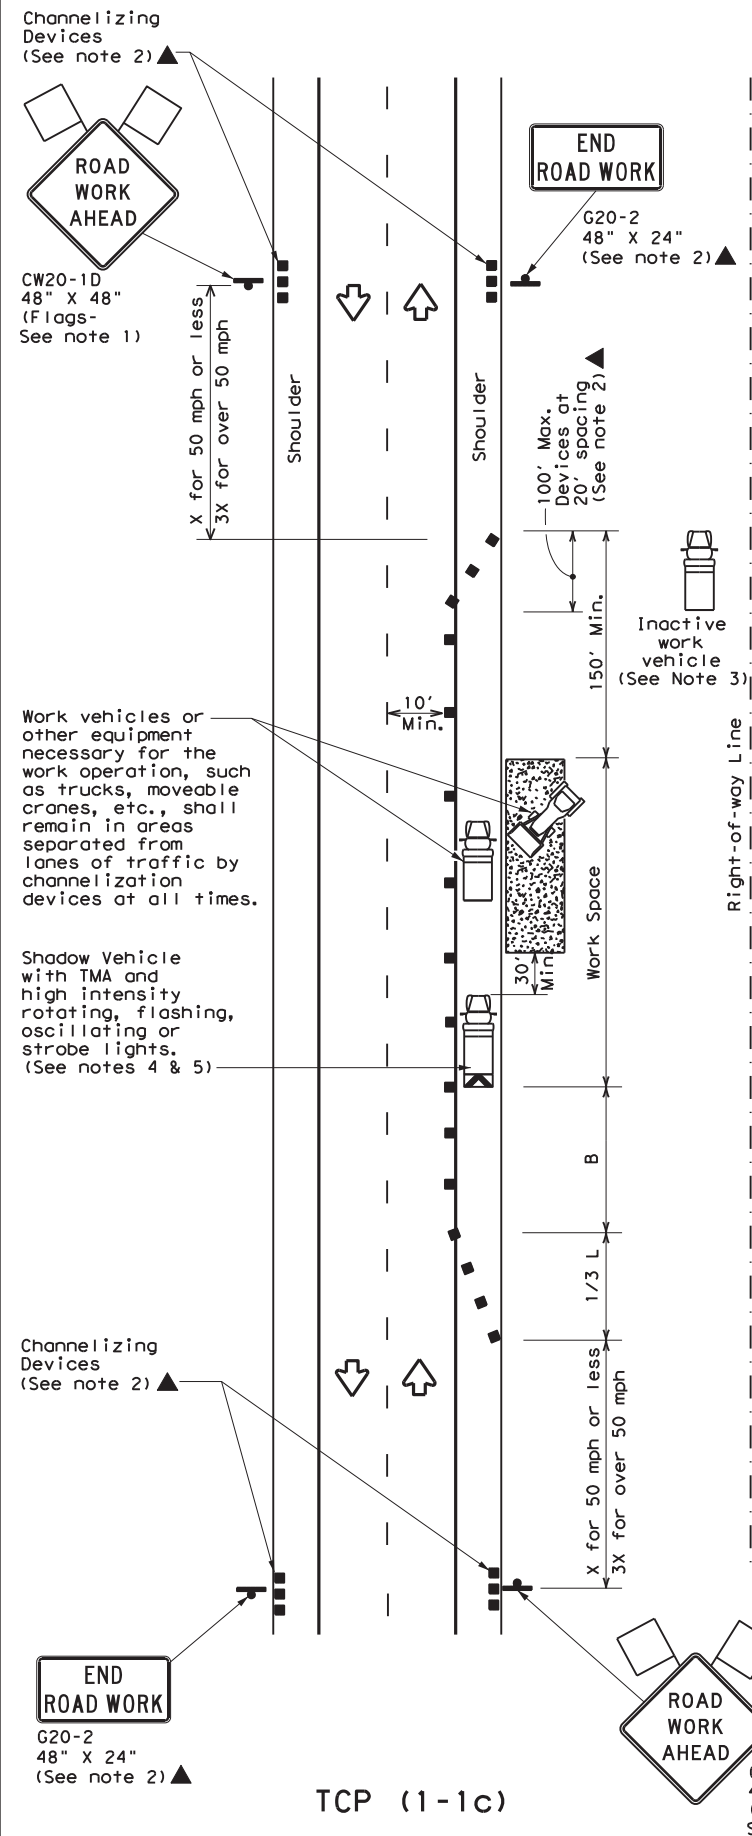 Channelizing
Devices
(See note 2)
ROAD
WORK
AHEAD
CW20-1D
48" X 48"
(Flags-
See note 1)
END
ROAD WORK
G20-2
48" X 24"
(See note 2)
X for 50 mph or less
3X for over 50 mph
Shoulder
Shoulder
100' Max.
Devices at
20' spacing
(See note 2)
150' Min.
Inactive
work
vehicle
(See Note 3)
10'
Min.
Work vehicles or
other equipment
necessary for the
work operation, such
as trucks, moveable
cranes, etc., shall
remain in areas
separated from
lanes of traffic by
channelization
devices at all times.
Right-of-way Line
Work Space
30'
Min.
Shadow Vehicle
with TMA and
high intensity
rotating, flashing,
oscillating or
strobe lights.
(See notes 4 & 5)
B
1/3 L
Channelizing
Devices
(See note 2)
X for 50 mph or less
3X for over 50 mph
END
ROAD WORK
G20-2
48" X 24"
(See note 2)
ROAD
WORK
AHEAD
TCP (1-1c)